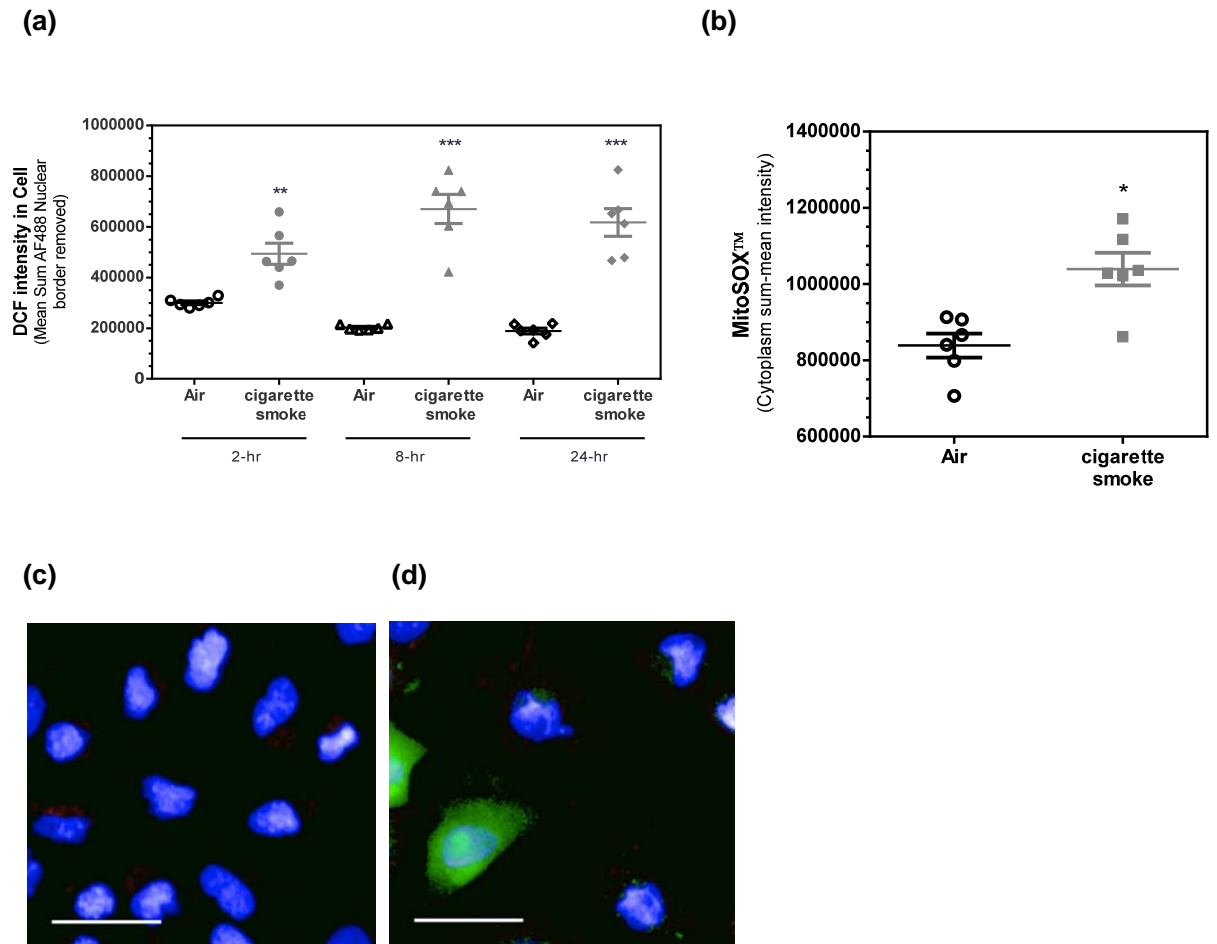 (a)
DCF intensity in Cell
(Mean Sum AF488 Nuclear
border removed)
1000000
800000
600000
400000
200000
0
**
***
***
Air
cigarette
smoke
Air
cigarette
smoke
Air
cigarette
smoke
2-hr
8-hr
24-hr
(b)
MitoSOX™
(Cytoplasm sum-mean intensity)
1400000
1200000
1000000
800000
600000
*
Air
cigarette
smoke
(c)
(d)